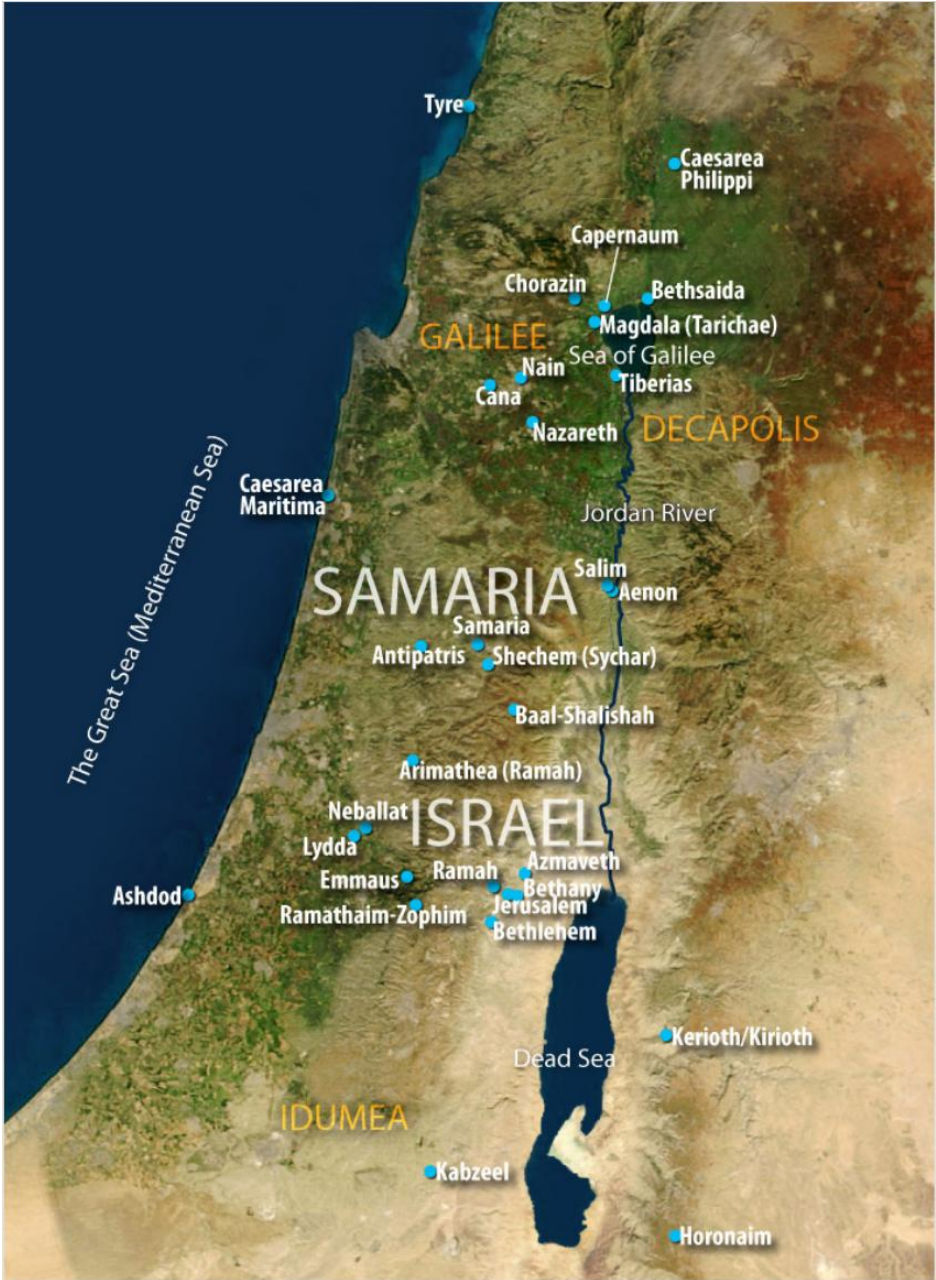 Tyre
Caesarea
Philippi
Capernaum
Chorazin
Bethsaida
Magdala (Tarichae)
GALILEE
Sea of Galilee
Nain
Tiberias
Cana
Nazareth
DECAPOLIS
The Great Sea (Mediterranean Sea)
Caesarea
Maritima
Jordan River
Salim
Aenon
SAMARIA
Samaria
Antipatris
Shechem (Sychar)
Baal-Shalishah
Arimathea (Ramah)
Neballat
ISRAEL
Lydda
Azmaveth
Ramah
Emmaus
Bethany
Ashdod
Jerusalem
Ramathaim-Zophim
Bethlehem
Kerioth/Kirioth
Dead Sea
IDUMEA
Kabzeel
Horonaim